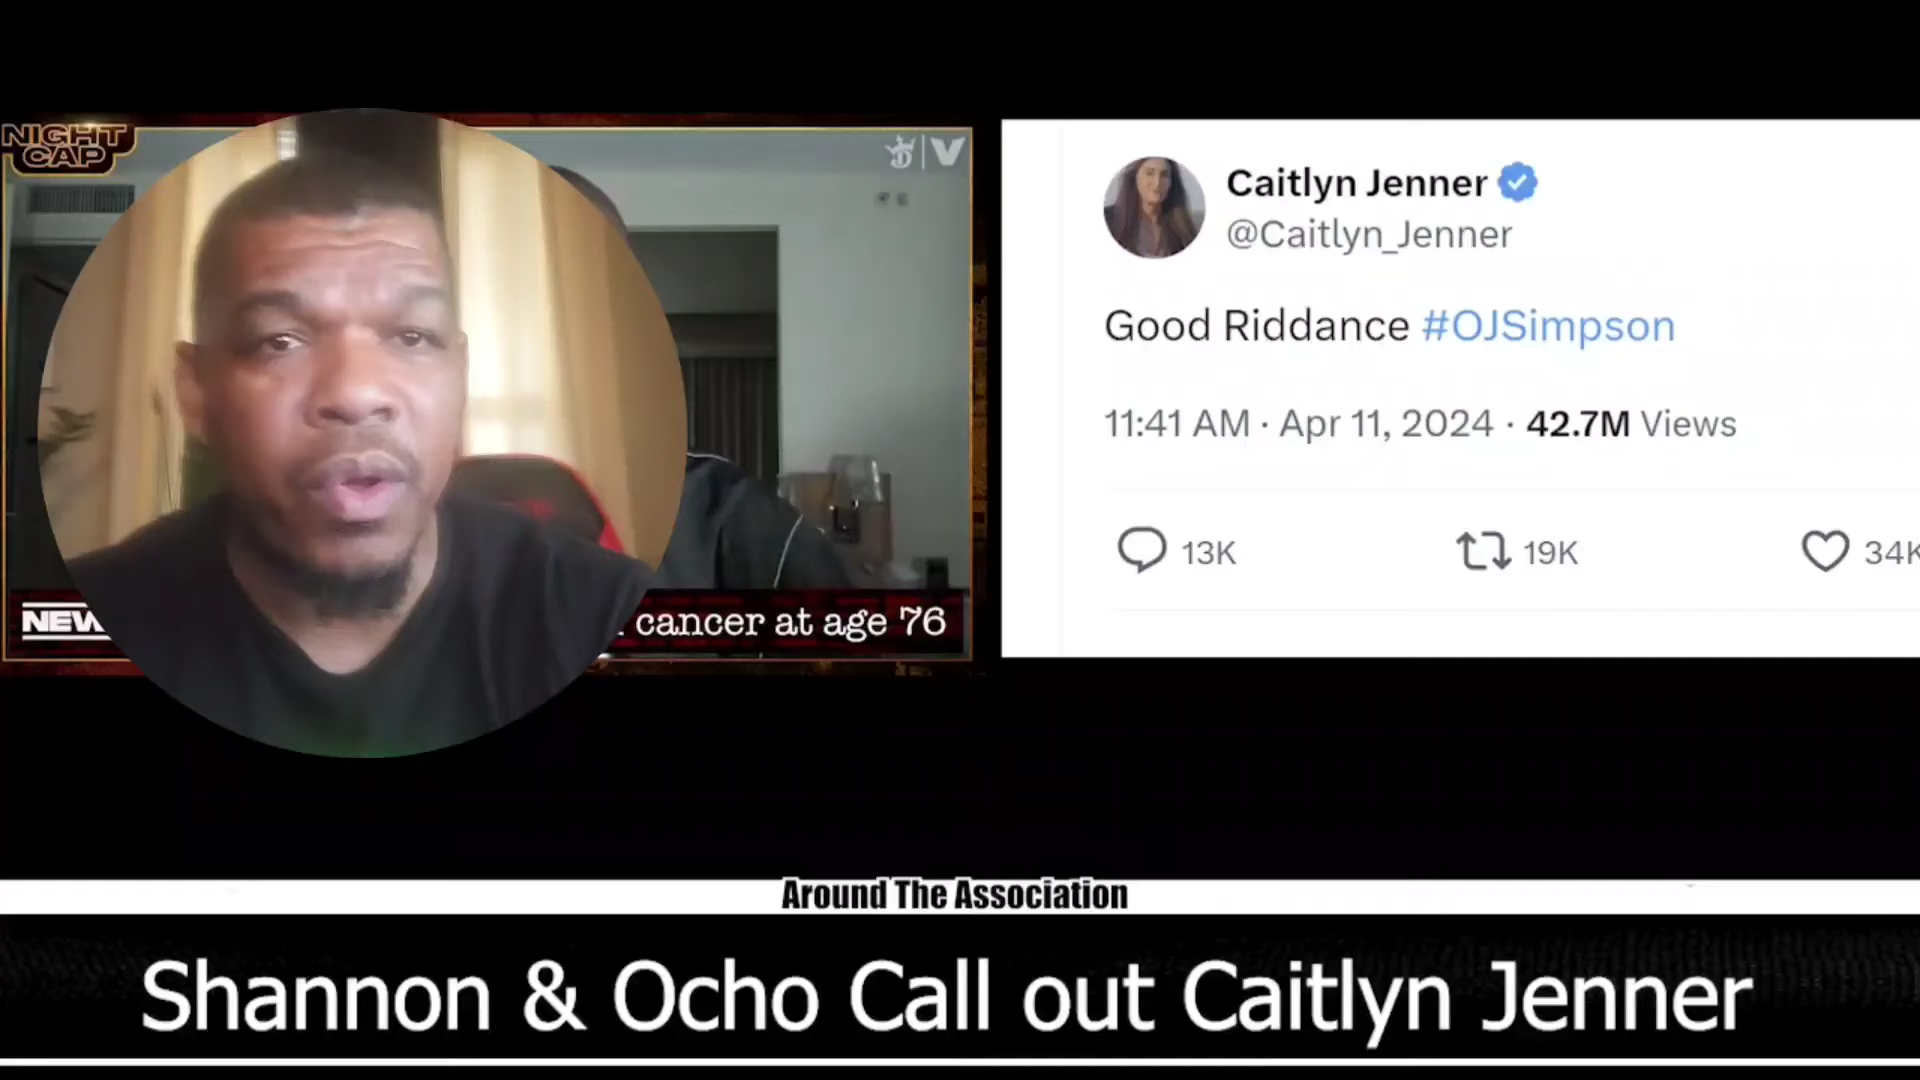 NIGHT
CAP
NEW
cancer at age 76
Caitlyn Jenner
@Caitlyn_Jenner
Good Riddance #OJSimpson
11:41 AM · Apr 11, 2024 · 42.7M Views
13K 19K 34K
Around The Association
Shannon & Ocho Call out Caitlyn Jenner